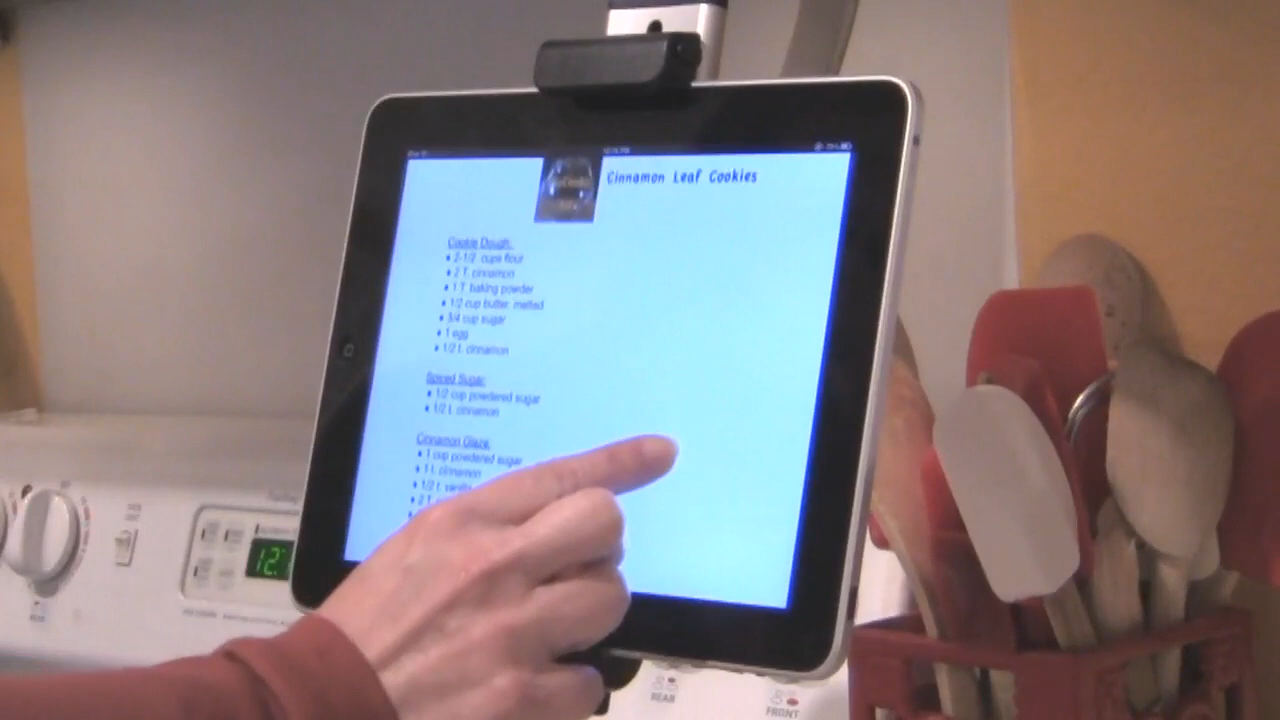 Cinnamon Leaf Cookies
Cookie Dough:
• 2-1/2 cups flour
• 2 T. cinnamon
• 1 T. baking powder
• 1/2 cup butter, melted
• 3/4 cup sugar
• 1 egg
• 1/2 t. cinnamon
Spiced Sugar:
• 1/2 cup powdered sugar
• 1/2 t. cinnamon
Cinnamon Glaze:
• 1 cup powdered sugar
• 1 t. cinnamon
• 1/2 t. vanilla
• 2 T.
12:
REAR
FRONT